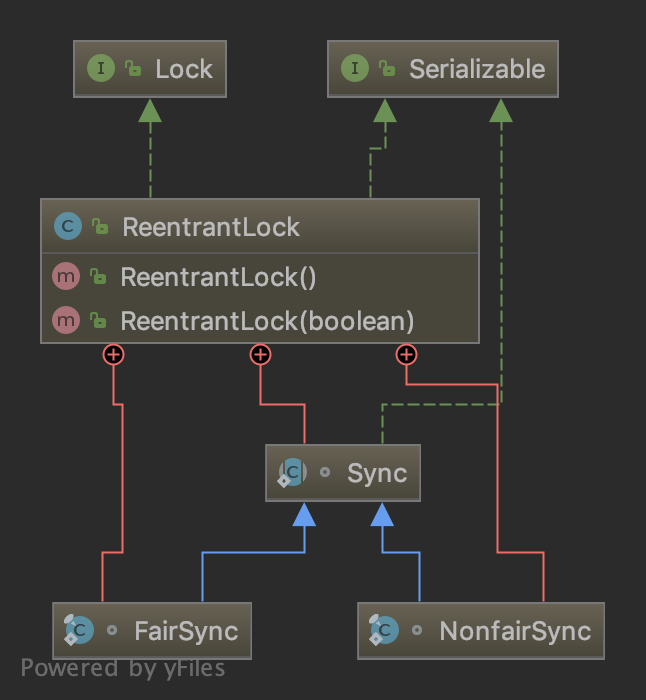 I Lock
I Serializable
C ReentrantLock
m ReentrantLock()
m ReentrantLock(boolean)
C Sync
C FairSync
C NonfairSync
Powered by yFiles